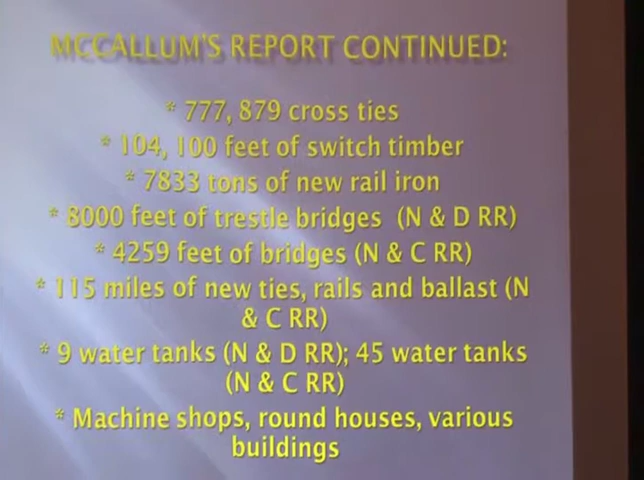 MCCALLUM'S REPORT CONTINUED:
* 777, 879 cross ties
* 104, 100 feet of switch timber
* 7833 tons of new rail iron
* 8000 feet of trestle bridges (N & D RR)
* 4259 feet of bridges (N & C RR)
* 115 miles of new ties, rails and ballast (N
& C RR)
* 9 water tanks (N & D RR); 45 water tanks
(N & C RR)
* Machine shops, round houses, various
buildings